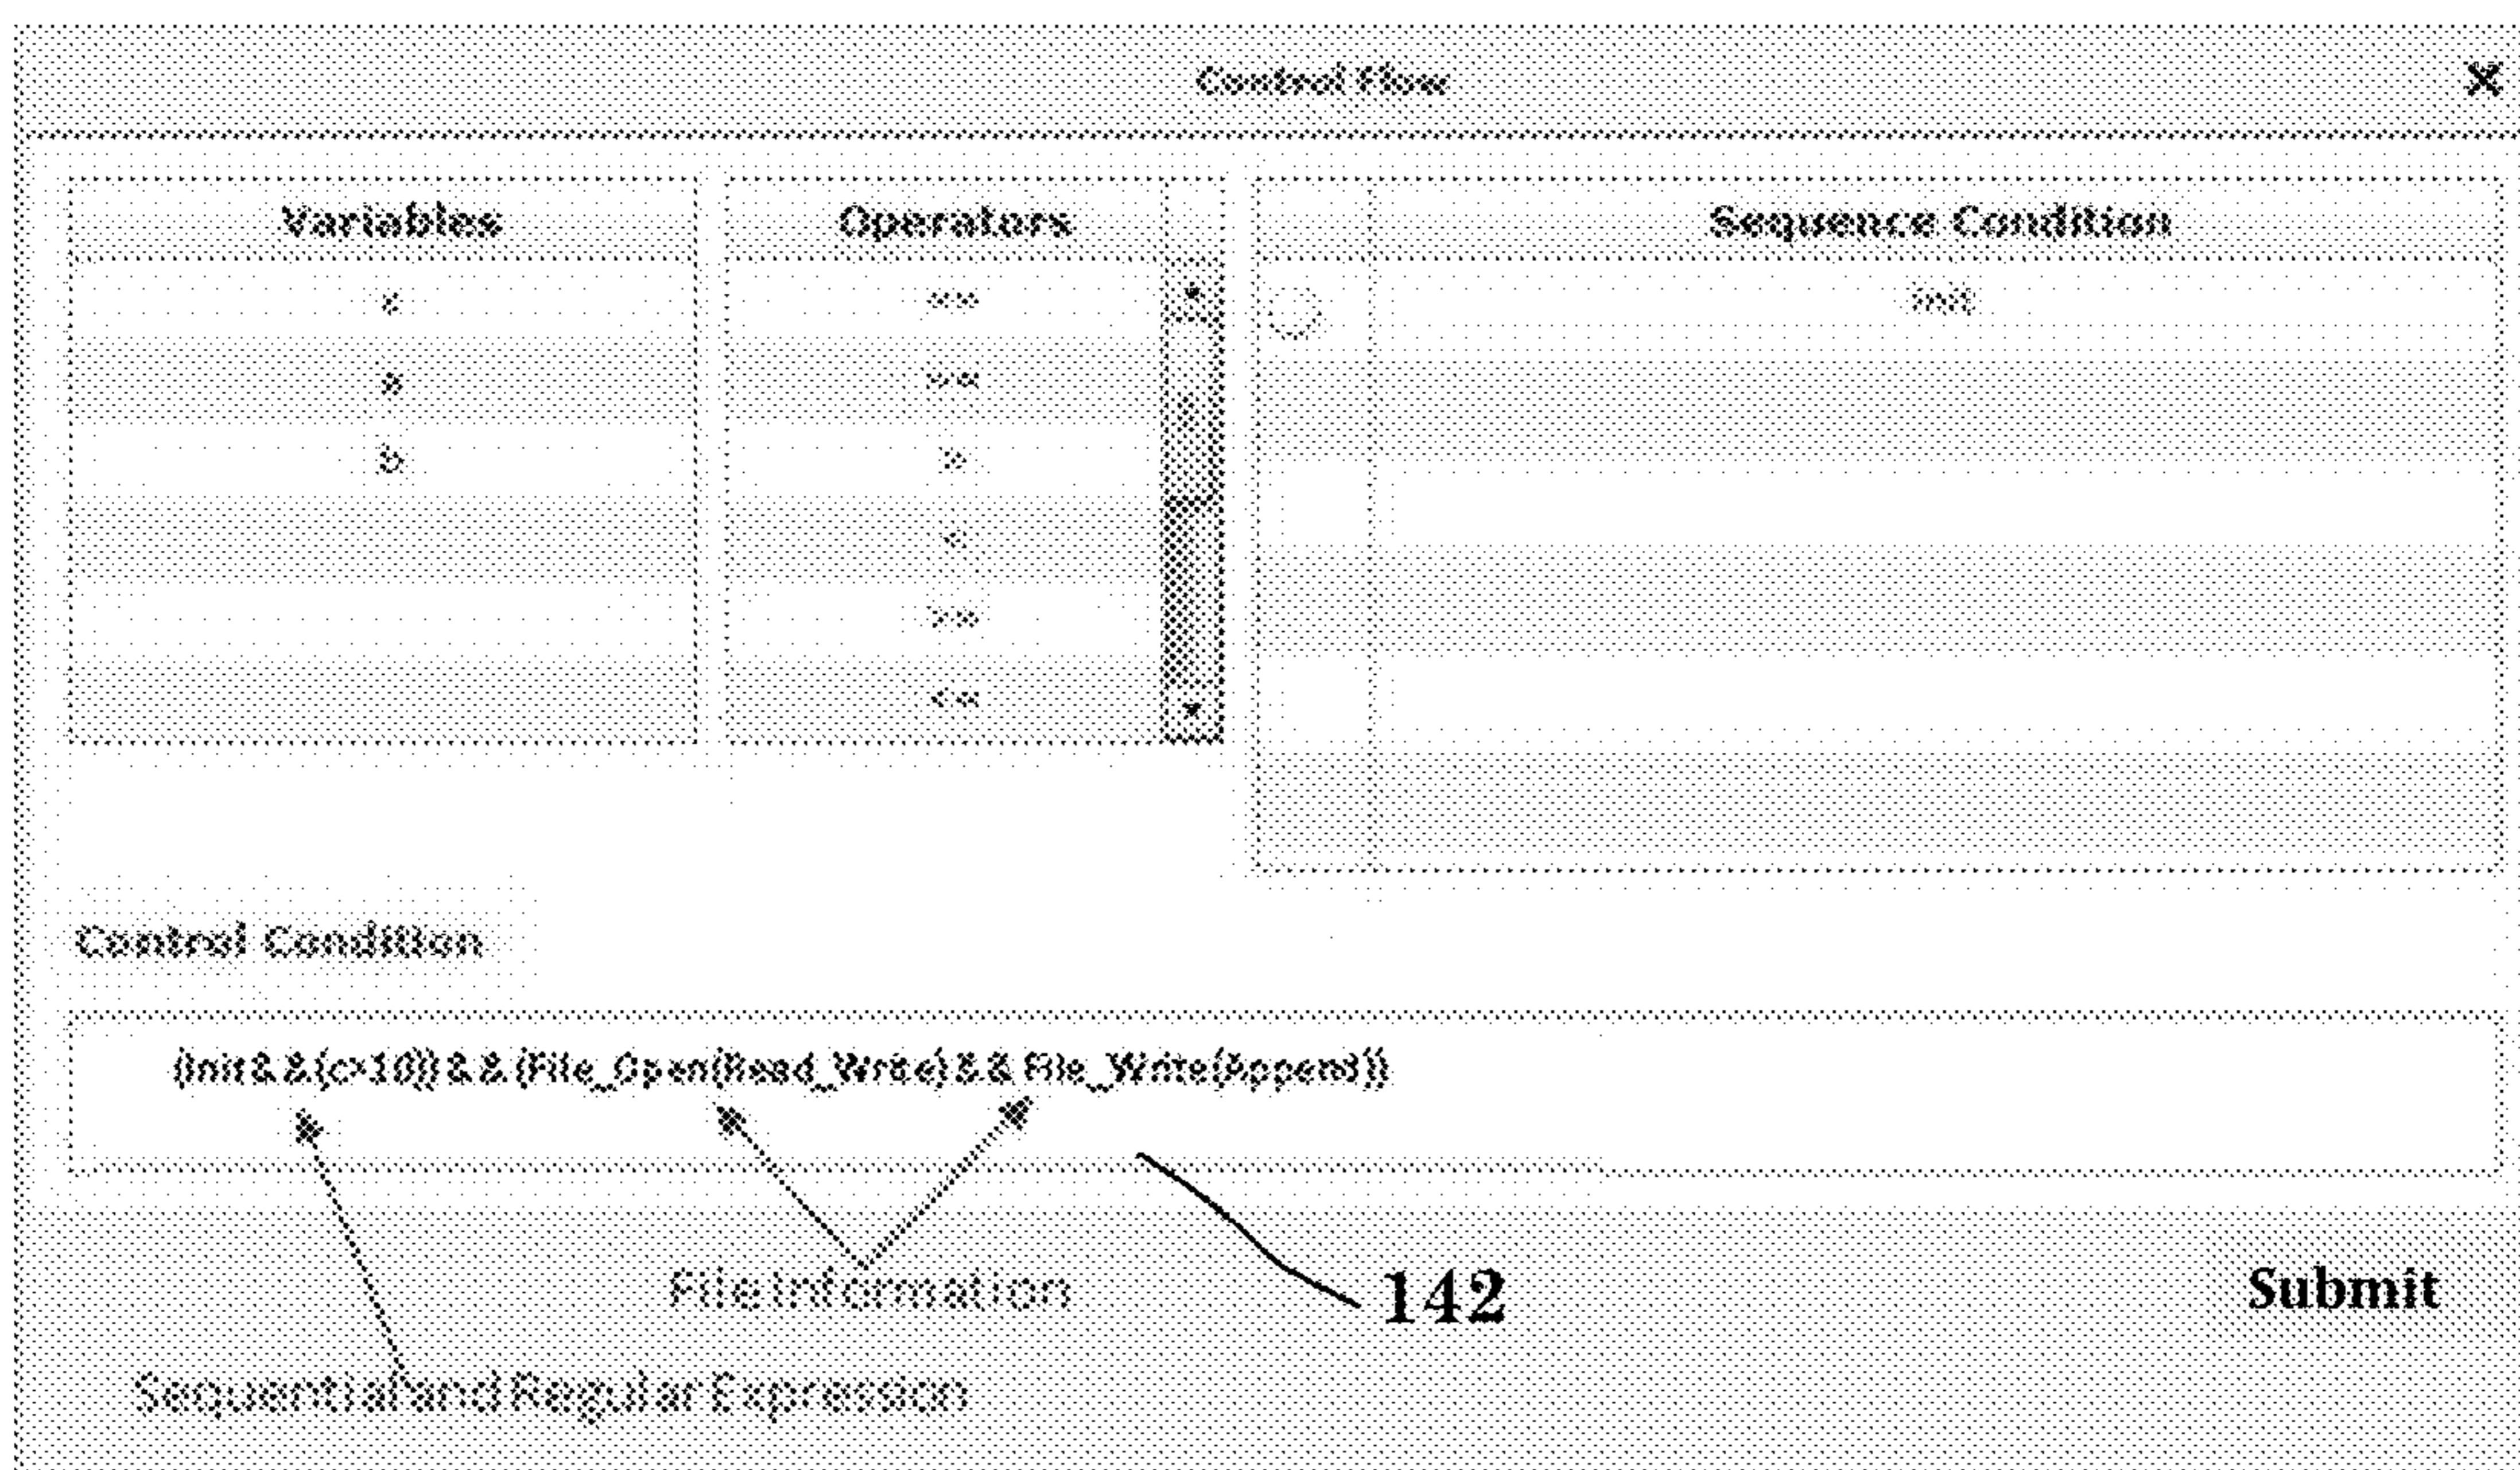 Control Flow
Variables Operators Sequence Condition
c == init
a
b >
<
>=
<=
Control Condition
(init&&(c>10))&&(File_Open(Read_Write)&&File_Write(Append))
File Information
142
Submit
Sequential and Regular Expression